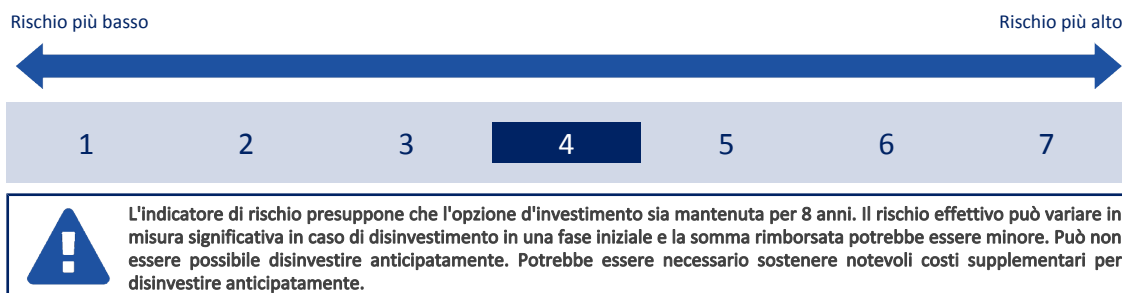 Rischio più basso
Rischio più alto
1 2 3 4 5 6 7
L'indicatore di rischio presuppone che l'opzione d'investimento sia mantenuta per 8 anni. Il rischio effettivo può variare in
misura significativa in caso di disinvestimento in una fase iniziale e la somma rimborsata potrebbe essere minore. Può non
essere possibile disinvestire anticipatamente. Potrebbe essere necessario sostenere notevoli costi supplementari per
disinvestire anticipatamente.